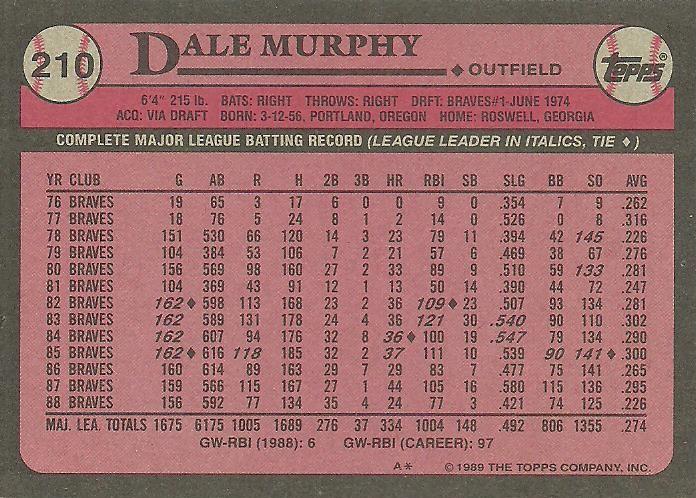 210 DALE MURPHY
◆ OUTFIELD topps
6'4" 215 lb. BATS: RIGHT THROWS: RIGHT DRFT: BRAVES#1-JUNE 1974
ACQ: VIA DRAFT BORN: 3-12-56, PORTLAND, OREGON HOME: ROSWELL, GEORGIA
COMPLETE MAJOR LEAGUE BATTING RECORD (LEAGUE LEADER IN ITALICS, TIE ♦)
YR CLUB G AB R H 2B 3B HR RBI SB SLG BB SO AVG
76 BRAVES 19 65 3 17 6 0 0 9 0 .354 7 9 .262
77 BRAVES 18 76 5 24 8 1 2 14 0 .526 0 8 .316
78 BRAVES 151 530 66 120 14 3 23 79 11 .394 42 145 .226
79 BRAVES 104 384 53 106 7 2 21 57 6 .469 38 67 .276
80 BRAVES 156 569 98 160 27 2 33 89 9 .510 59 133 .281
81 BRAVES 104 369 43 91 12 1 13 50 14 .390 44 72 .247
82 BRAVES 162♦ 598 113 168 23 2 36 109♦ 23 .507 93 134 .281
83 BRAVES 162 589 131 178 24 4 36 121 30 .540 90 110 .302
84 BRAVES 162 607 94 176 32 8 36♦ 100 19 .547 79 134 .290
85 BRAVES 162♦ 616 118 185 32 2 37 111 10 .539 90 141♦ .300
86 BRAVES 160 614 89 163 29 7 29 83 7 .477 75 141 .265
87 BRAVES 159 566 115 167 27 1 44 105 16 .580 115 136 .295
88 BRAVES 156 592 77 134 35 4 24 77 3 .421 74 125 .226
MAJ. LEA. TOTALS 1675 6175 1005 1689 276 37 334 1004 148 .492 806 1355 .274
GW-RBI (1988): 6 GW-RBI (CAREER): 97
A* © 1989 THE TOPPS COMPANY, INC.